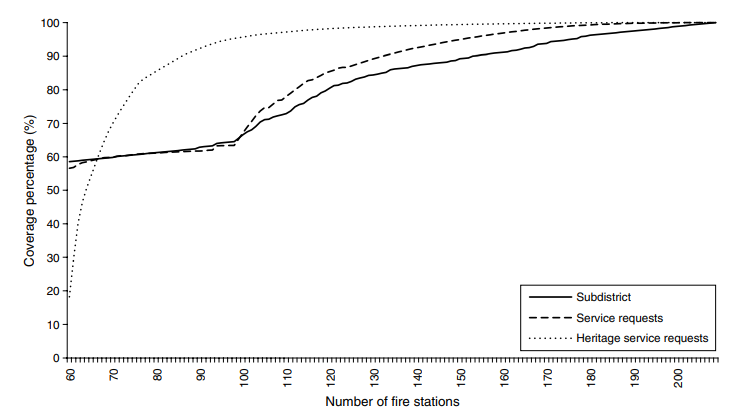 Coverage percentage (%)
100
90
80
70
60
50
40
30
20
10
0
Subdistrict
Service requests
Heritage service requests
60 70 80 90 100 110 120 130 140 150 160 170 180 190 200
Number of fire stations